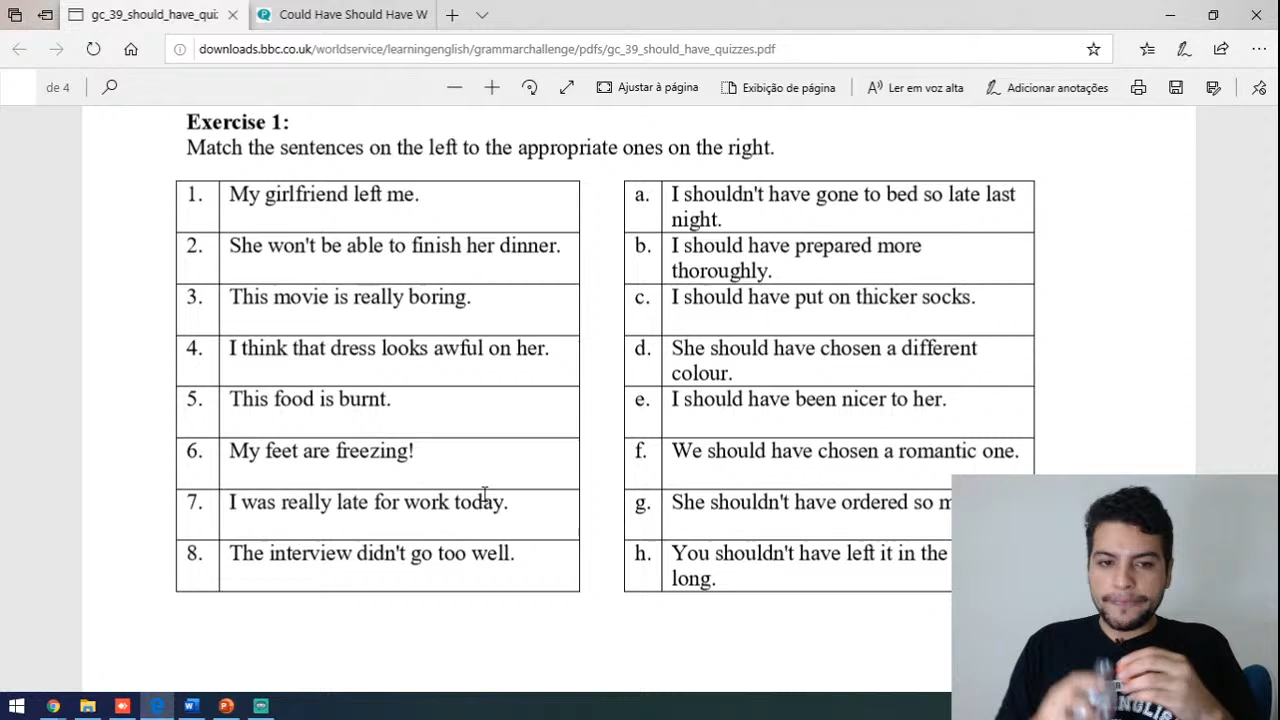 gc_39_should_have_qui
Could Have Should Have W
downloads.bbc.co.uk/worldservice/learningenglish/grammarchallenge/pdfs/gc_39_should_have_quizzes.pdf
de 4
Ajustar à página
Exibição de página
Ler em voz alta
Adicionar anotações
Exercise 1:
Match the sentences on the left to the appropriate ones on the right.
1. My girlfriend left me.
2. She won't be able to finish her dinner.
3. This movie is really boring.
4. I think that dress looks awful on her.
5. This food is burnt.
6. My feet are freezing!
7. I was really late for work today.
8. The interview didn't go too well.
a. I shouldn't have gone to bed so late last
night.
b. I should have prepared more
thoroughly.
c. I should have put on thicker socks.
d. She should have chosen a different
colour.
e. I should have been nicer to her.
f. We should have chosen a romantic one.
g. She shouldn't have ordered so m
h. You shouldn't have left it in the
long.